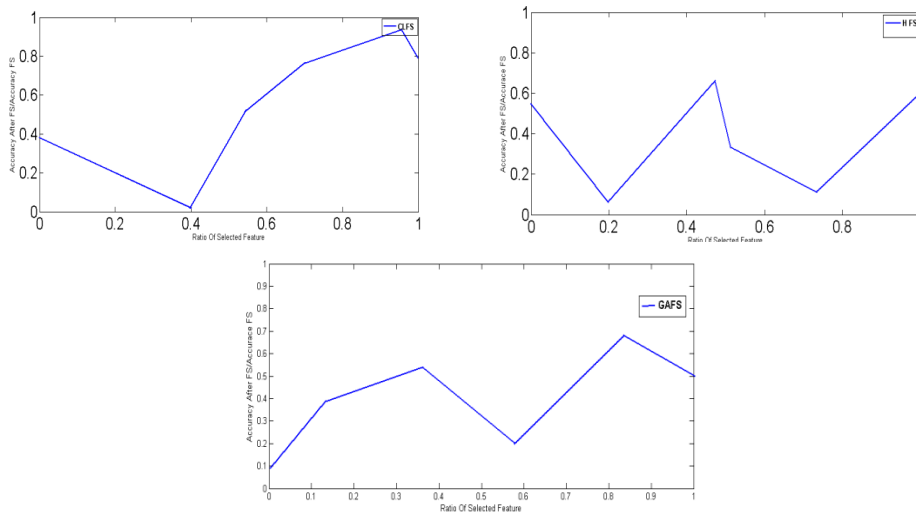 1
CLFS
0.8
0.6
0.4
0.2
0
Accuracy After FS/Accuracy FS
0 0.2 0.4 0.6 0.8 1
Ratio Of Selected Feature
1
H FS
0.8
0.6
0.4
0.2
0
Accuracy After FS/Accurace FS
0 0.2 0.4 0.6 0.8
Ratio Of Selected Feature
1
0.9
GAFS
0.8
0.7
0.6
0.5
0.4
0.3
0.2
0.1
0
Accuracy After FS/Accurace FS
0 0.1 0.2 0.3 0.4 0.5 0.6 0.7 0.8 0.9 1
Ratio Of Selected Feature